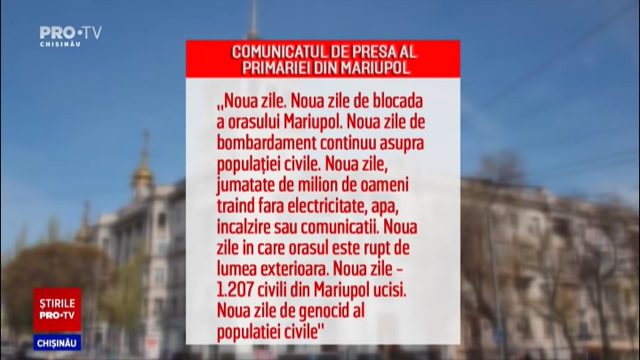 PRO•TV
CHIȘINĂU
COMUNICATUL DE PRESA AL
PRIMARIEI DIN MARIUPOL
„Noua zile. Noua zile de blocada
a orasului Mariupol. Noua zile de
bombardament continuu asupra
populației civile. Noua zile,
jumatate de milion de oameni
traind fara electricitate, apa,
incalzire sau comunicatii. Noua
zile in care orasul este rupt de
lumea exterioara. Noua zile -
1.207 civili din Mariupol ucisi.
Noua zile de genocid al
populatiei civile"
ȘTIRILE
PRO•TV
CHIȘINĂU